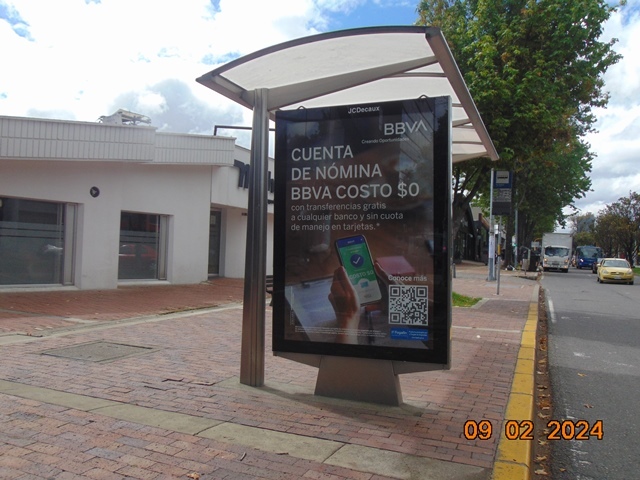 JCDecaux
BBVA
Creando Oportunidades
CUENTA
DE NÓMINA
BBVA COSTO $0
con transferencias gratis
a cualquier banco y sin cuota
de manejo en tarjetas.*
Conoce más
09 02 2024